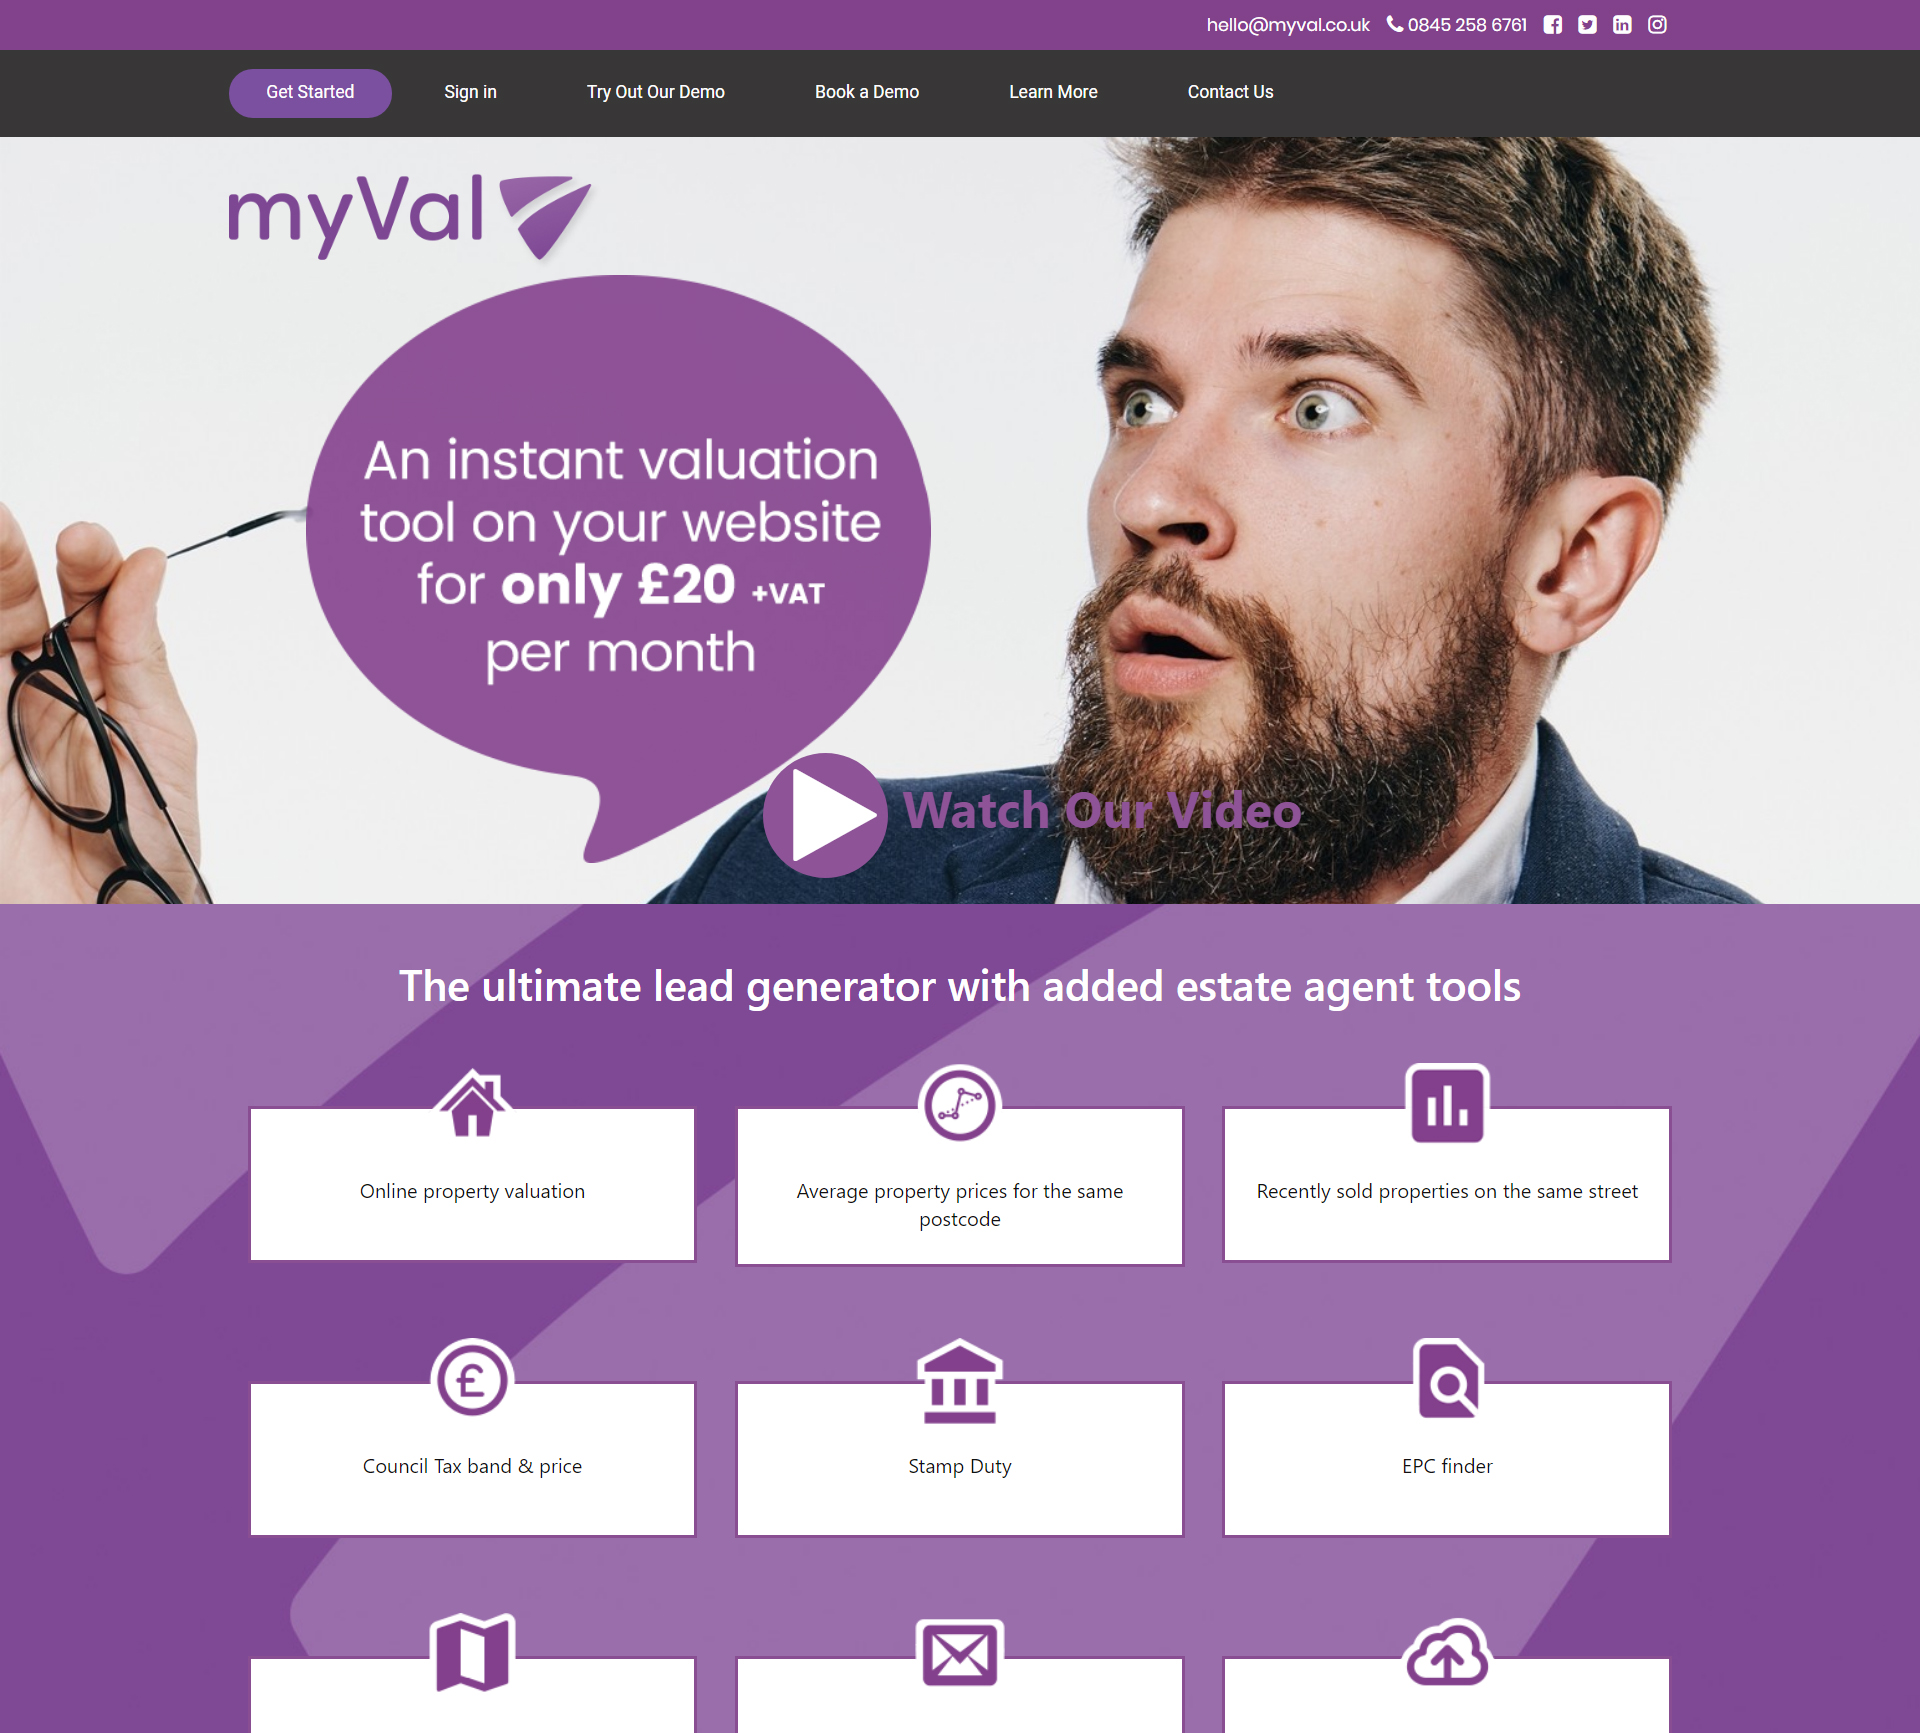 hello@myval.co.uk 0845 258 6761
Get Started Sign in Try Out Our Demo Book a Demo Learn More Contact Us
myVal
An instant valuation
tool on your website
for only £20 +VAT
per month
Watch Our Video
The ultimate lead generator with added estate agent tools
Online property valuation
Average property prices for the same
postcode
Recently sold properties on the same street
£
Council Tax band & price
Stamp Duty
EPC finder